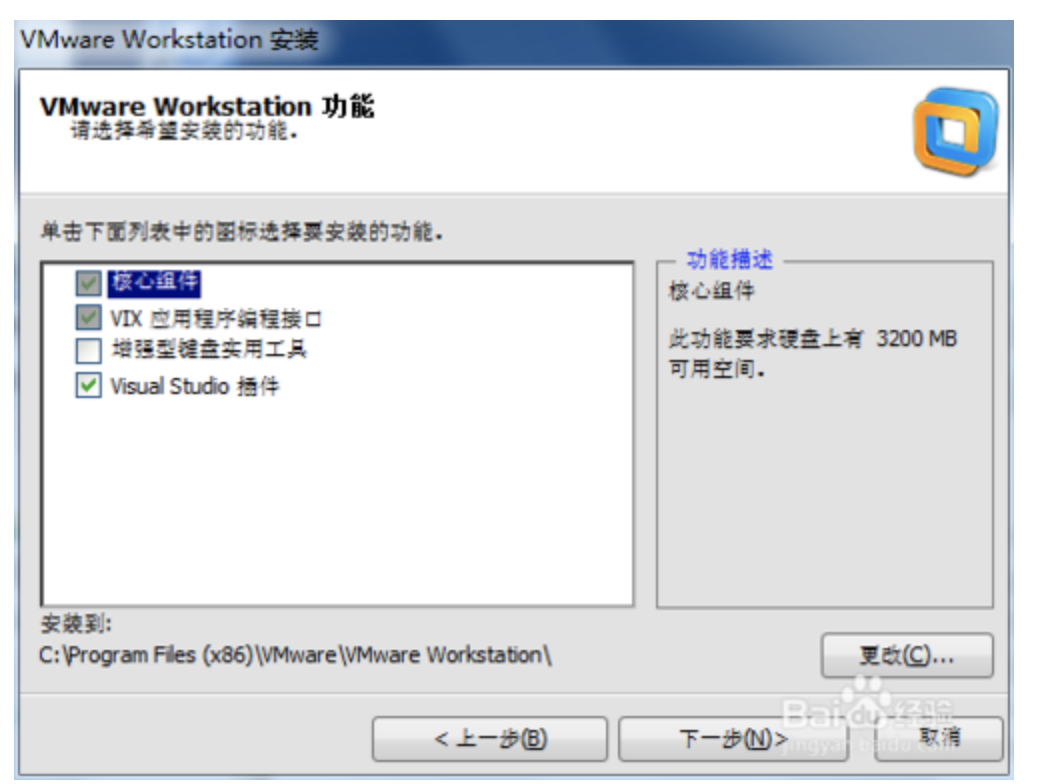 VMware Workstation 安装
VMware Workstation 功能
请选择希望安装的功能。
单击下面列表中的图标选择要安装的功能。
核心组件
VIX 应用程序编程接口
增强型键盘实用工具
Visual Studio 插件
功能描述
核心组件
此功能要求硬盘上有 3200 MB
可用空间。
安装到:
C:\Program Files (x86)\VMware\VMware Workstation\
更改(C)...
< 上一步(B)
下一步(N)>
取消
Baidu 经验
jingyan.baidu.com